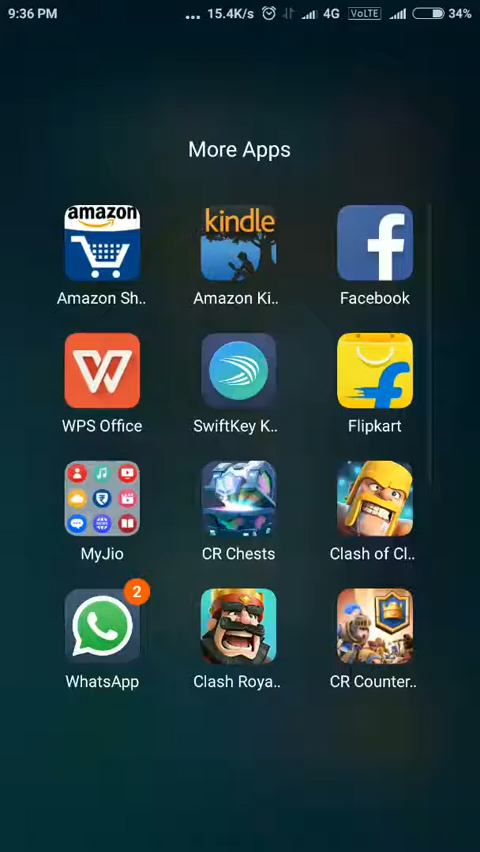 9:36 PM ... 15.4K/s 4G VoLTE 34%
More Apps
amazon kindle
Amazon Sh.. Amazon Ki.. Facebook
WPS Office SwiftKey K.. Flipkart
MyJio CR Chests Clash of Cl..
2
WhatsApp Clash Roya.. CR Counter..